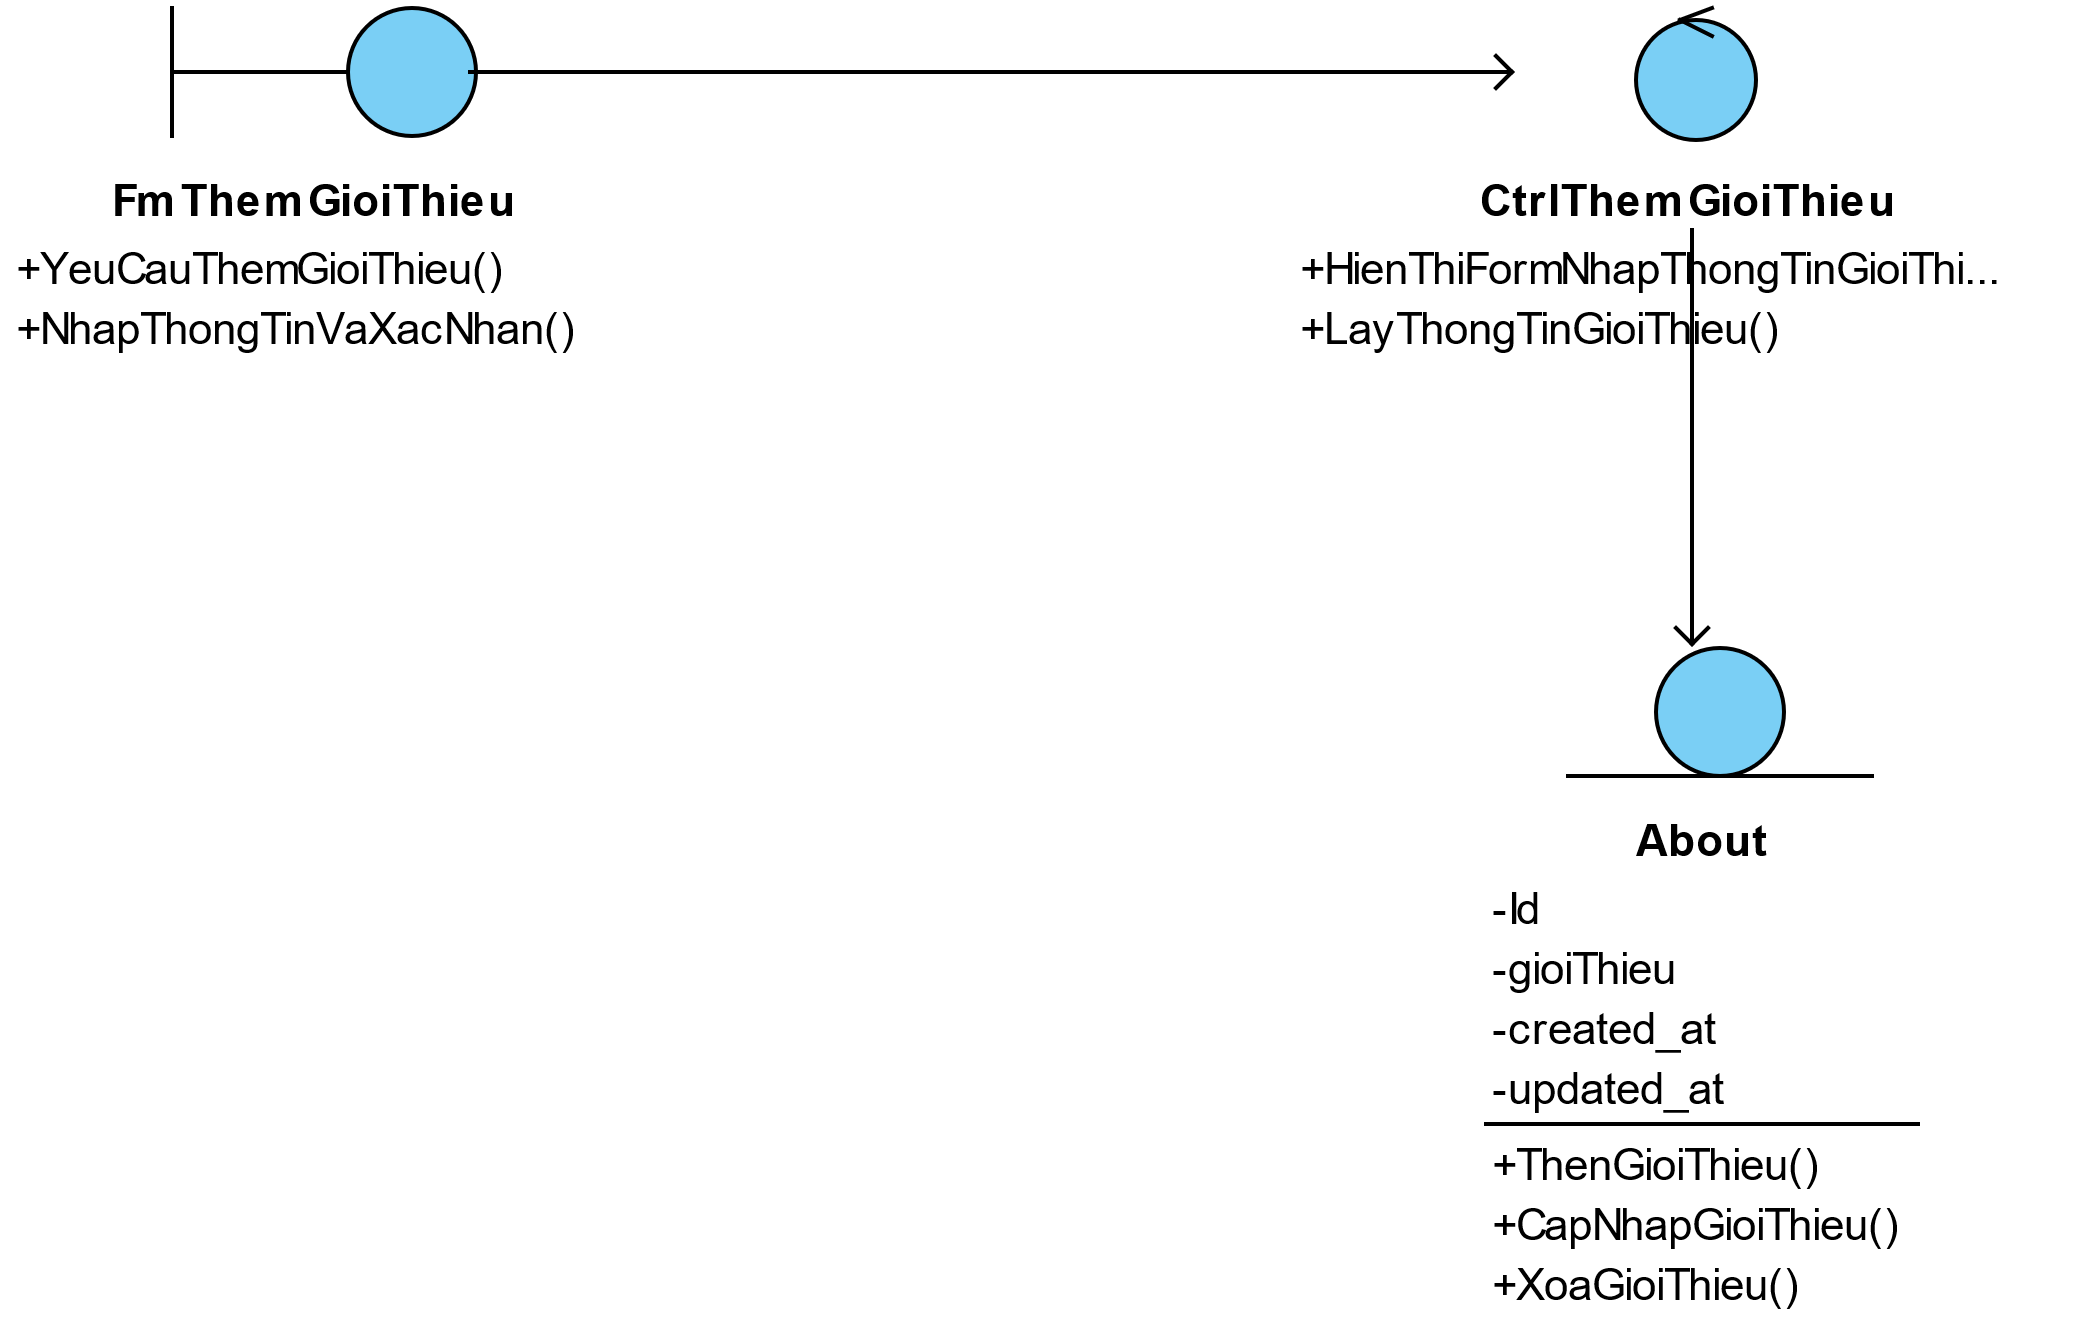 FmThemGioiThieu
+YeuCauThemGioiThieu()
+NhapThongTinVaXacNhan()
CtrlThemGioiThieu
+HienThiFormNhapThongTinGioiThi...
+LayThongTinGioiThieu()
About
-Id
-gioiThieu
-created_at
-updated_at
+ThenGioiThieu()
+CapNhapGioiThieu()
+XoaGioiThieu()